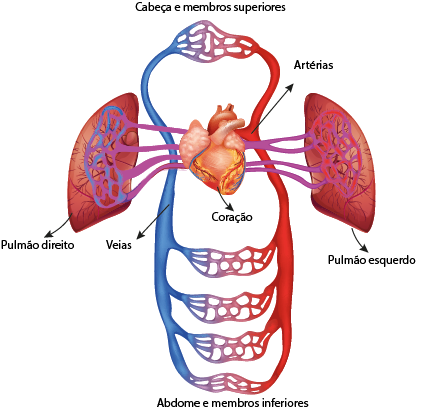 Cabeça e membros superiores
Artérias
Coração
Pulmão direito
Veias
Pulmão esquerdo
Abdome e membros inferiores